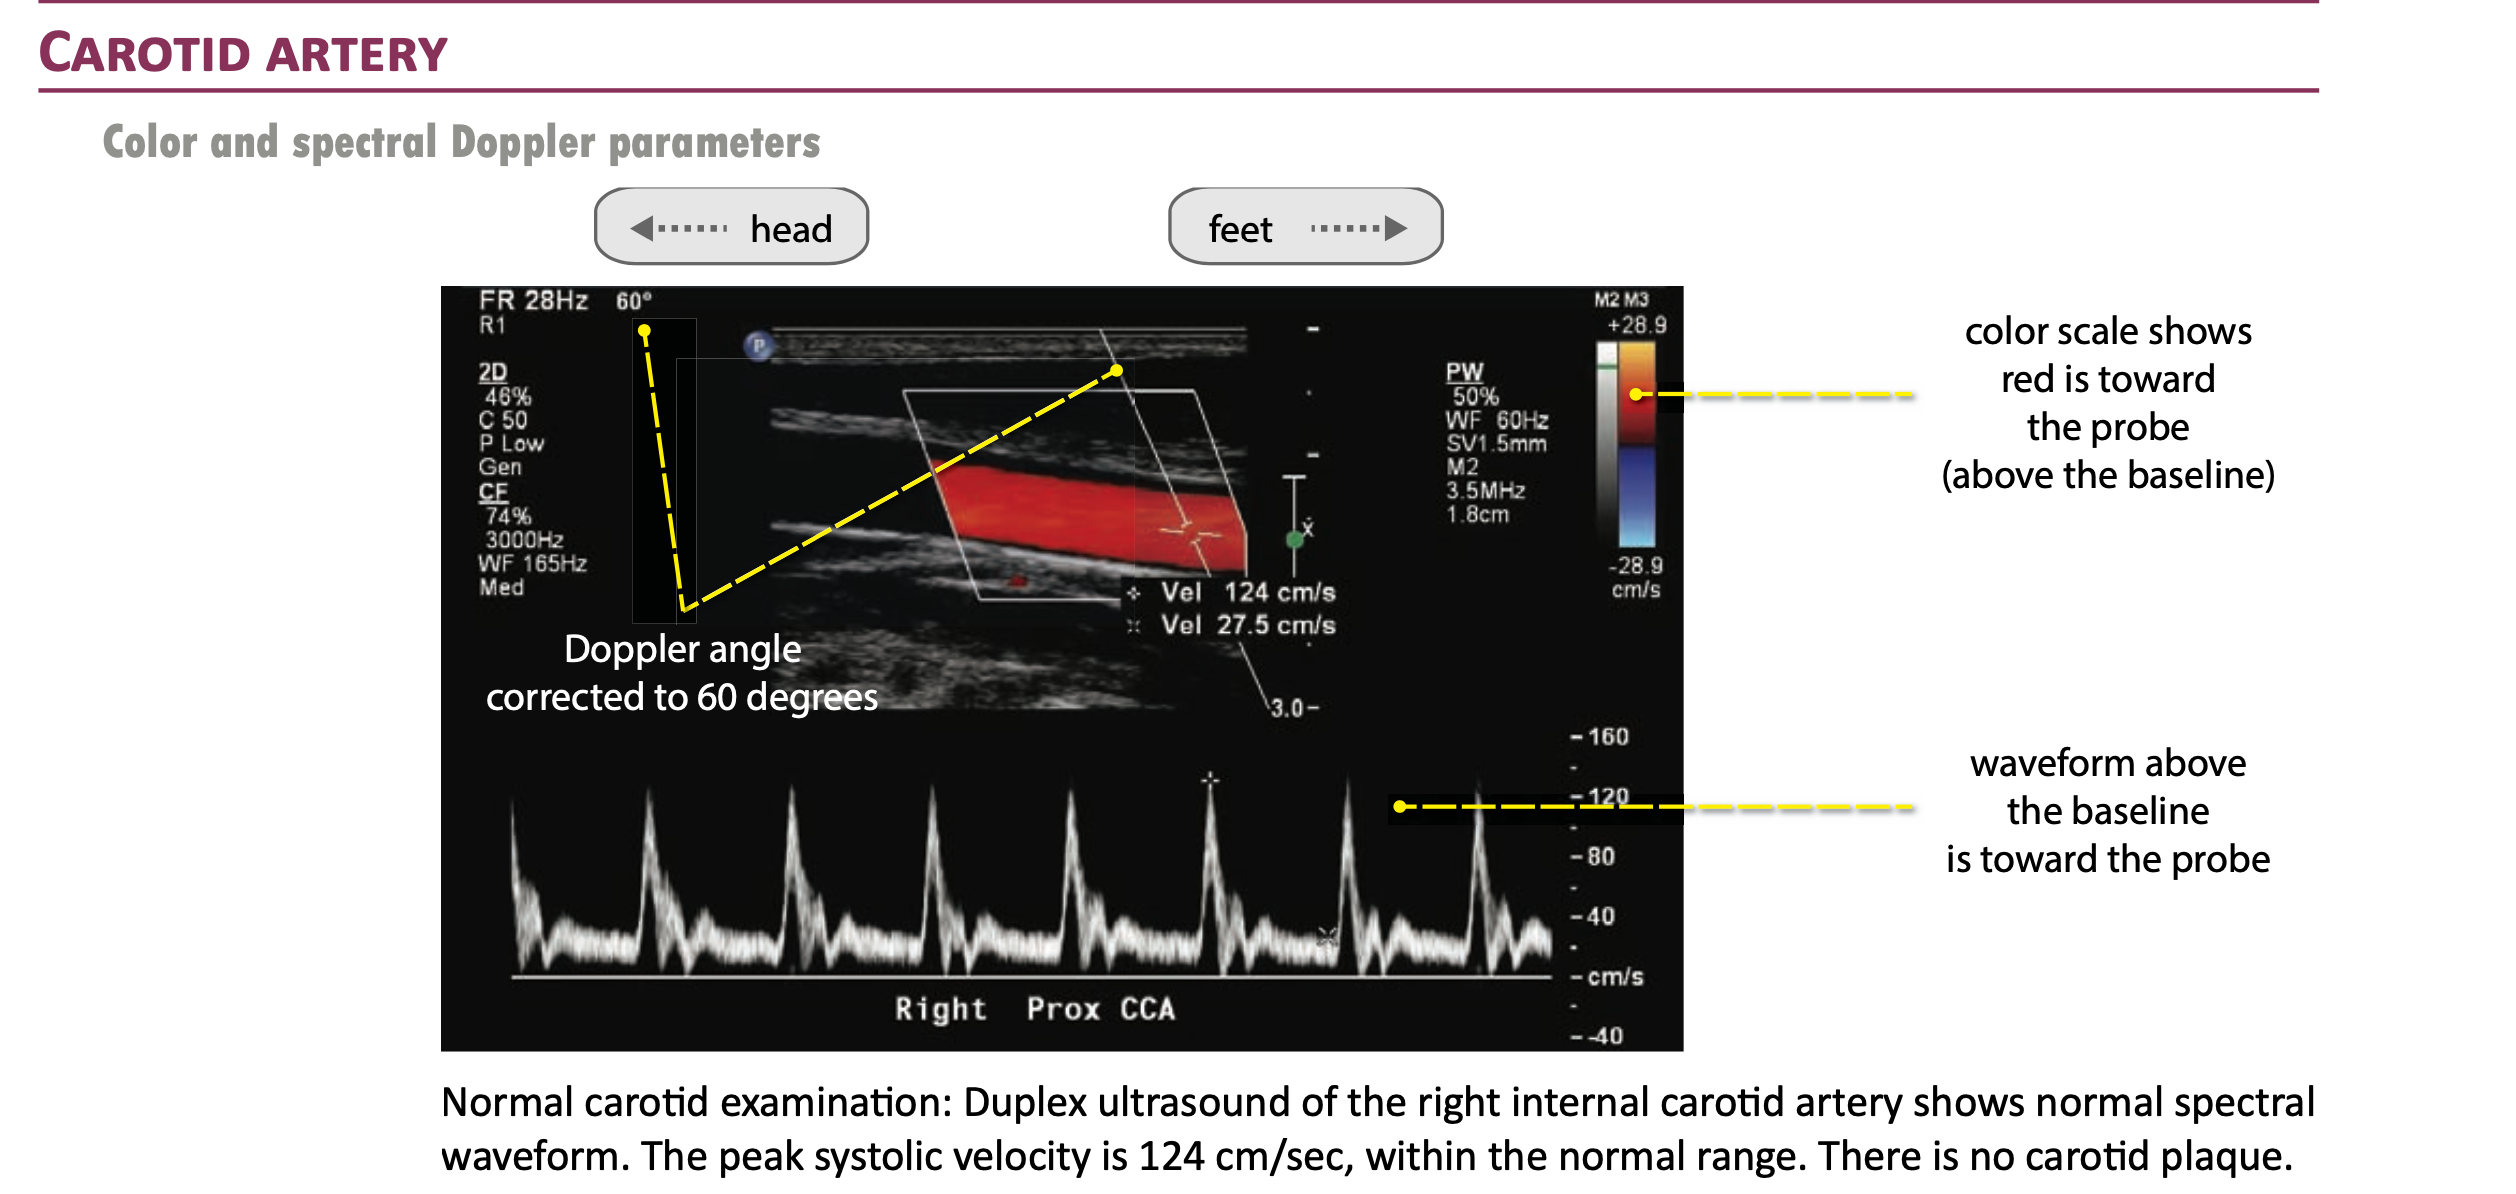 CAROTID ARTERY
Color and spectral Doppler parameters
head
feet
FR 28Hz 60°
R1
2D
46%
C 50
P Low
Gen
CF
74%
3000Hz
WF 165Hz
Med
P
Doppler angle
corrected to 60 degrees
x
Vel 124 cm/s
Vel 27.5 cm/s
3.0
PW
50%
WF 60Hz
SV1.5mm
M2
3.5MHz
1.8cm
M2 M3
+28.9
-28.9
cm/s
color scale shows
red is toward
the probe
(above the baseline)
160
120
80
40
cm/s
-40
waveform above
the baseline
is toward the probe
Right Prox CCA
Normal carotid examination: Duplex ultrasound of the right internal carotid artery shows normal spectral
waveform. The peak systolic velocity is 124 cm/sec, within the normal range. There is no carotid plaque.